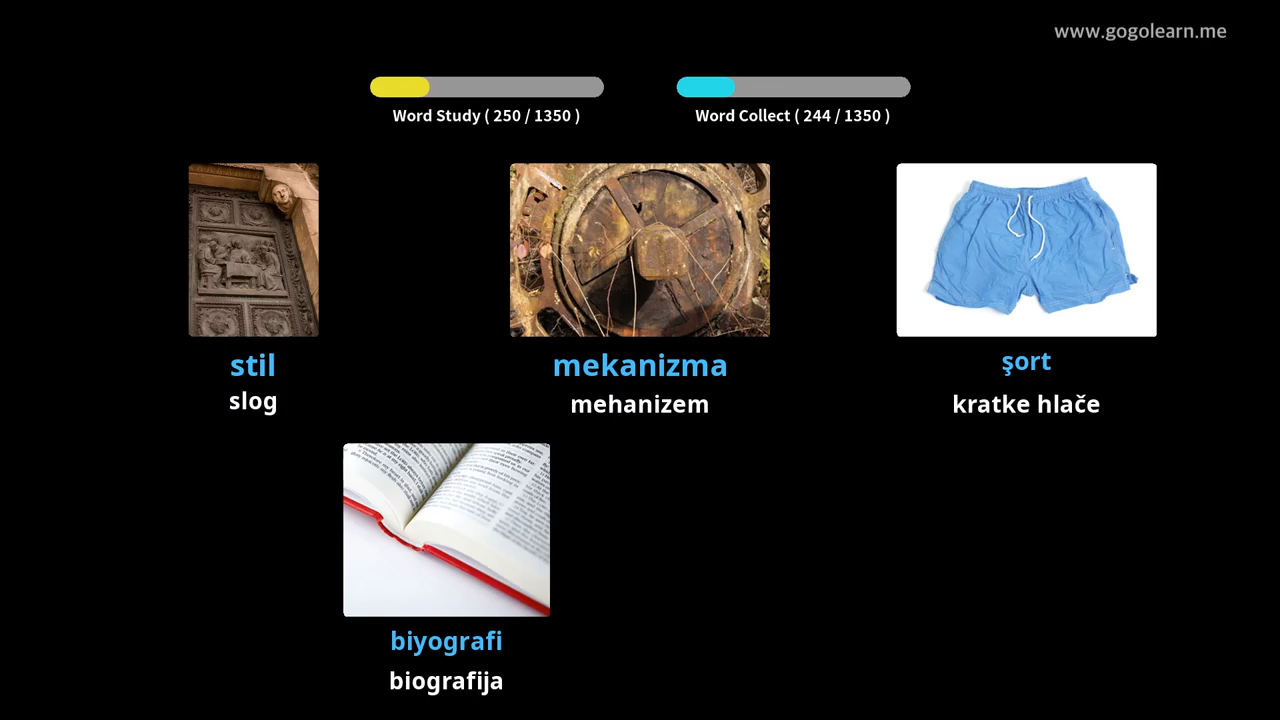 www.gogolearn.me
Word Study ( 250 / 1350 )
Word Collect ( 244 / 1350 )
stil
slog
mekanizma
mehanizem
şort
kratke hlače
biyografi
biografija